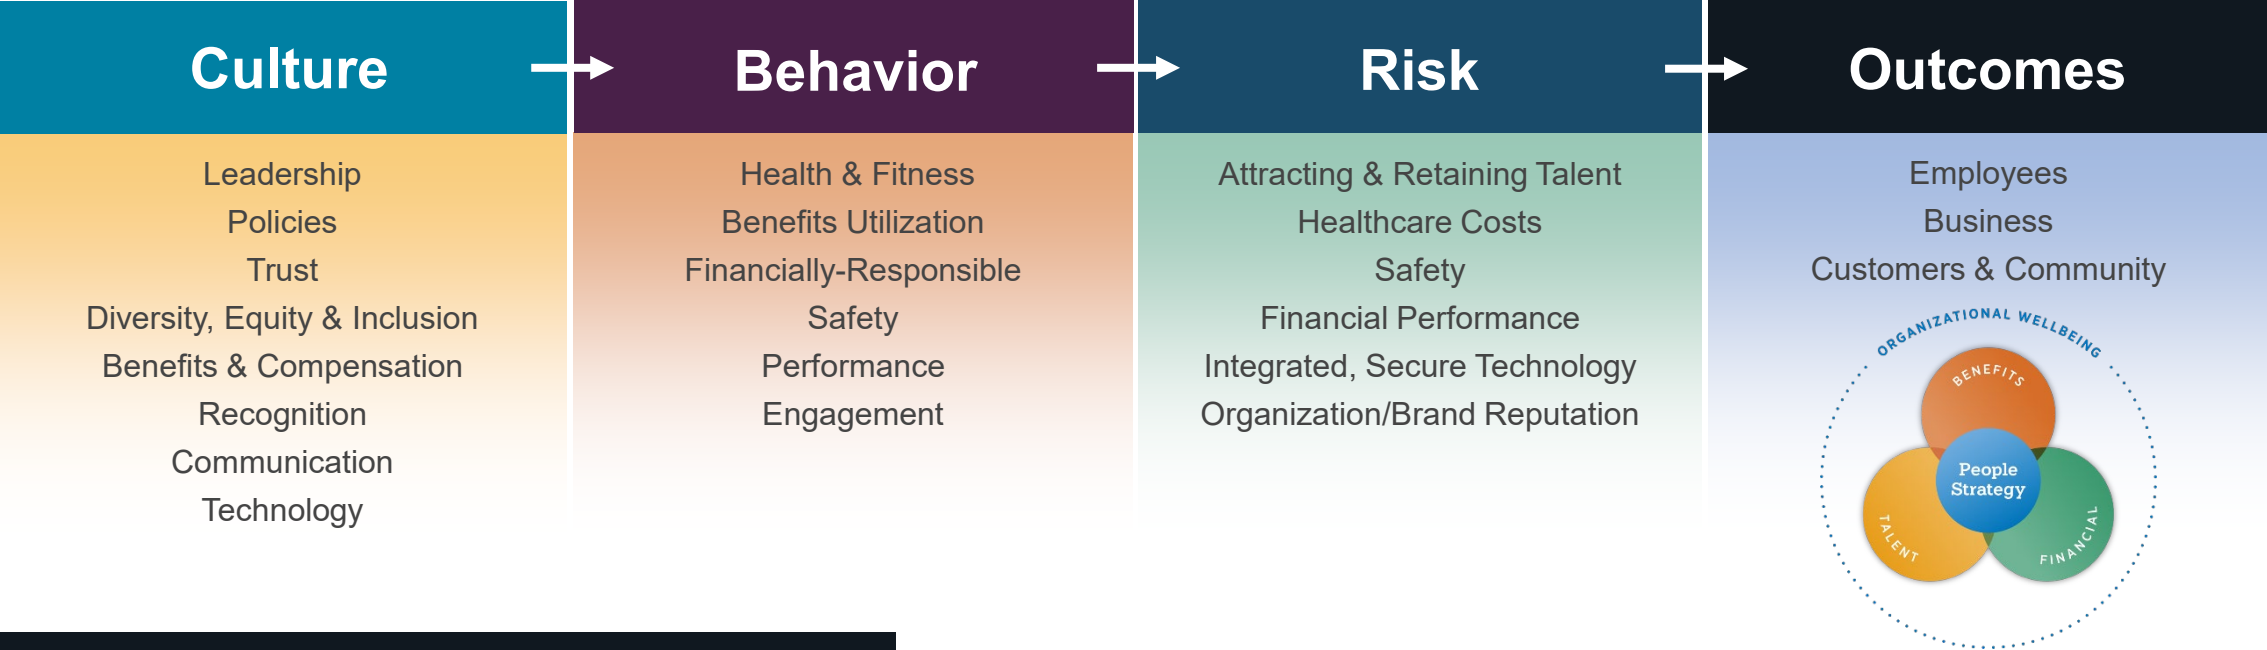 Culture
Behavior
Risk
Outcomes
Leadership
Policies
Trust
Diversity, Equity & Inclusion
Benefits & Compensation
Recognition
Communication
Technology
Health & Fitness
Benefits Utilization
Financially-Responsible
Safety
Performance
Engagement
Attracting & Retaining Talent
Healthcare Costs
Safety
Financial Performance
Integrated, Secure Technology
Organization/Brand Reputation
Employees
Business
Customers & Community
ORGANIZATIONAL WELLBEING
BENEFITS
People
Strategy
TALENT
FINANCIAL